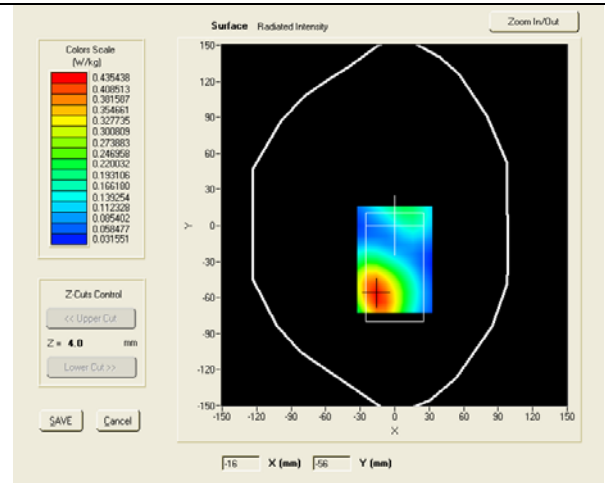 Surface Radiated Intensity
Zoom In/Out
Colors Scale
(W/kg)
0.435438
0.408513
0.381587
0.354661
0.327735
0.300809
0.273883
0.246958
0.220032
0.193106
0.166180
0.139254
0.112328
0.085402
0.058477
0.031551
Z-Cuts Control
<< Upper Cut
Z = 4.0 mm
Lower Cut >>
SAVE Cancel
150
120
90
60
30
0
-30
-60
-90
-120
-150
Y
-150 -120 -90 -60 -30 0 30 60 90 120 150
X
-16 X (mm) -56 Y (mm)